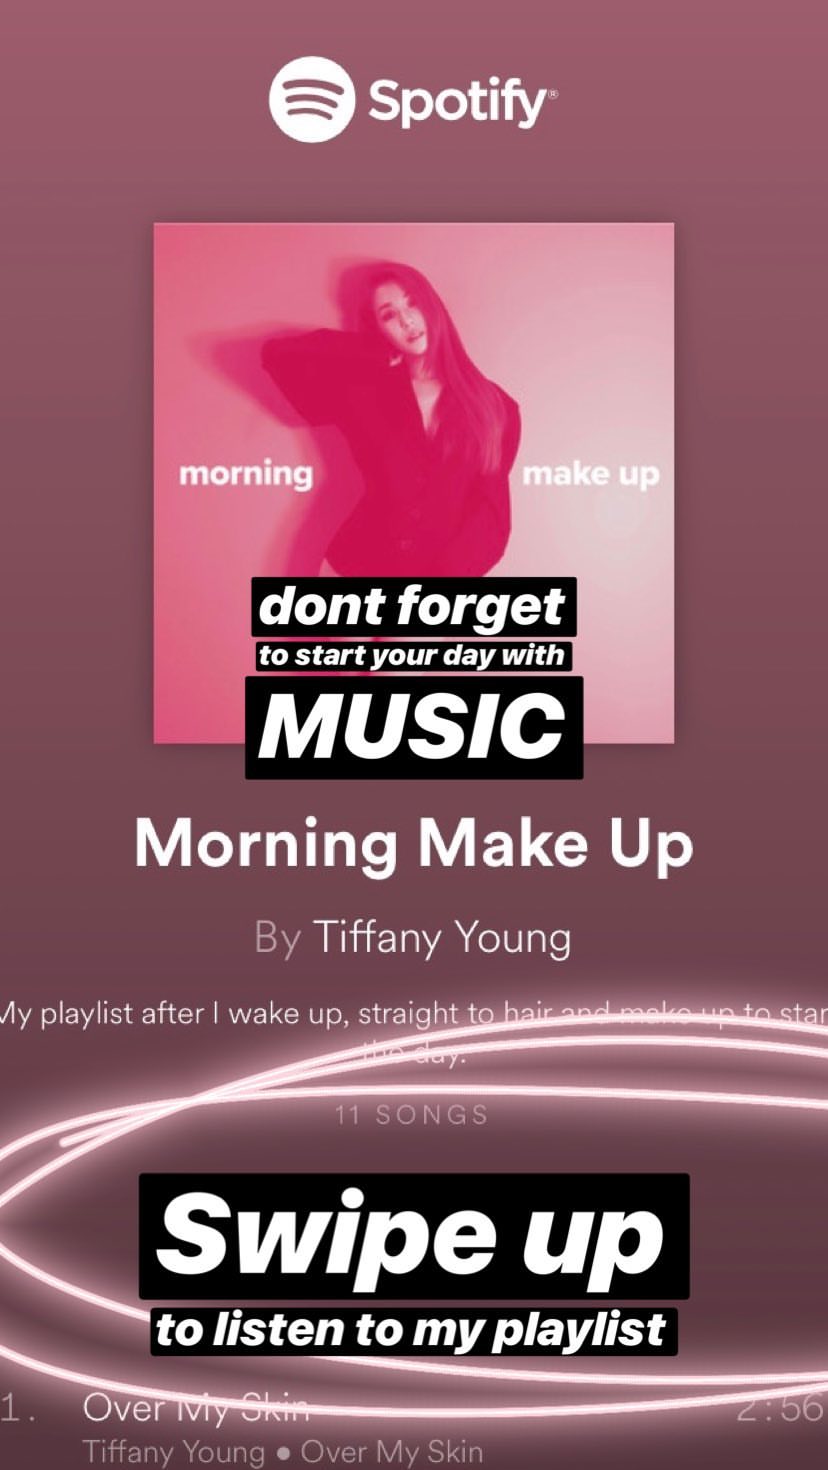 Spotify®
morning make up
dont forget
to start your day with
MUSIC
Morning Make Up
By Tiffany Young
My playlist after I wake up, straight to hair and make up to star
the day.
11 SONGS
Swipe up
to listen to my playlist
1. Over My Skin 2:56
Tiffany Young • Over My Skin